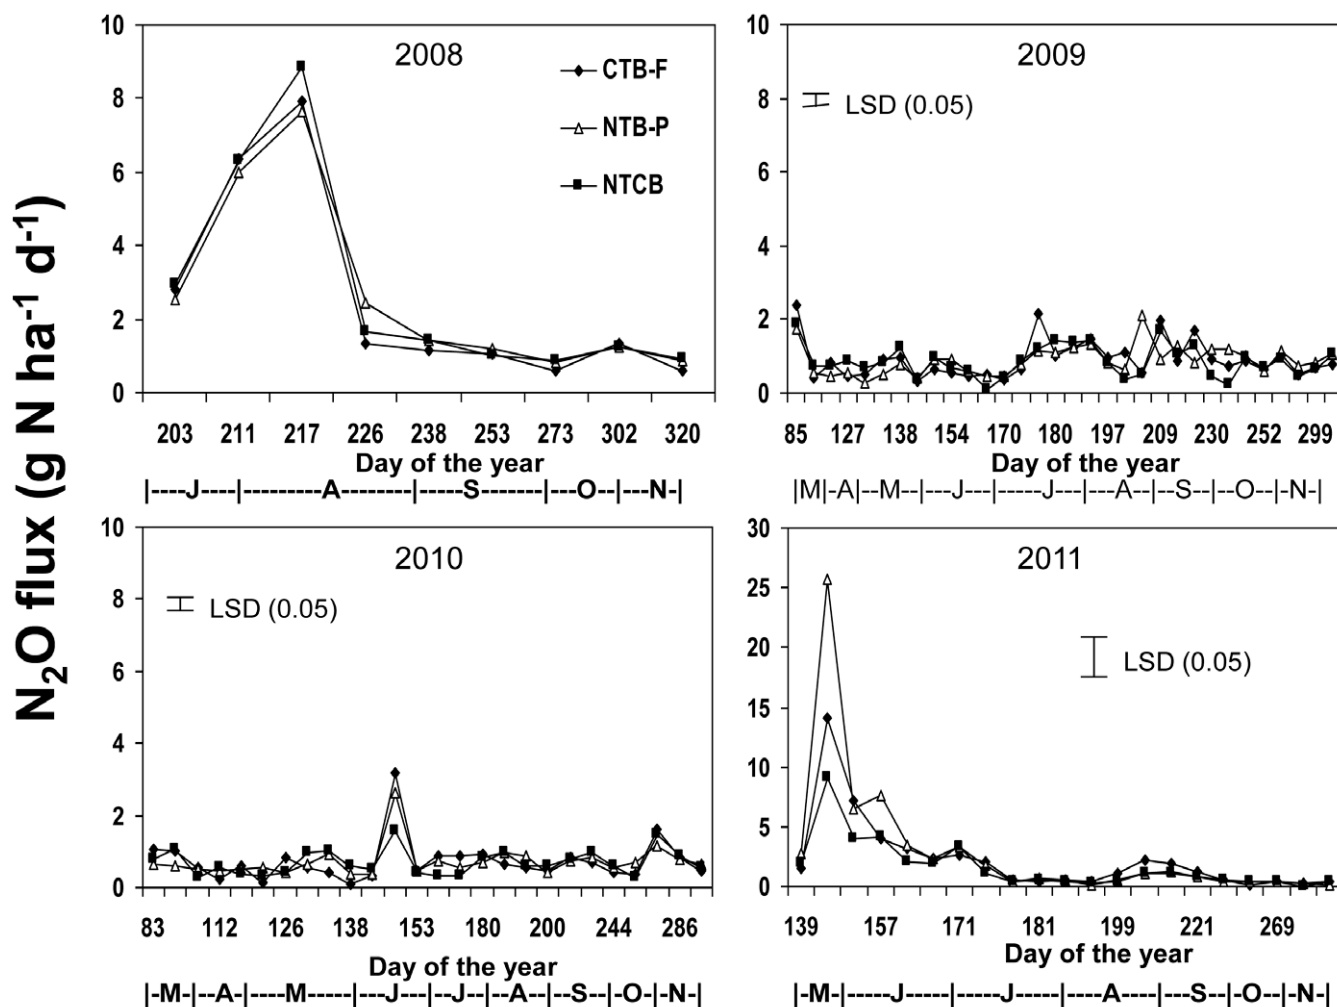 N2O flux (g N ha-1 d-1)
2008
CTB-F
NTB-P
NTCB
10
8
6
4
2
0
203 211 217 226 238 253 273 302 320
Day of the year
|-----J----|---------A---------|------S-------|---O---|---N-|
2009
LSD (0.05)
10
8
6
4
2
0
85 127 138 154 170 180 197 209 230 252 299
Day of the year
|M|-A|--M---|---J---|-----J----|---A---|--S--|---O---|-N-|
2010
LSD (0.05)
10
8
6
4
2
0
83 112 126 138 153 180 200 244 286
Day of the year
|-M-|--A-|-----M-----|---J---|--J--|---A---|---S---|-O-|--N-|
2011
LSD (0.05)
30
25
20
15
10
5
0
139 157 171 181 199 221 269
Day of the year
|-M-|-----J------|------J------|-----A-----|----S---|--O--|--N-|